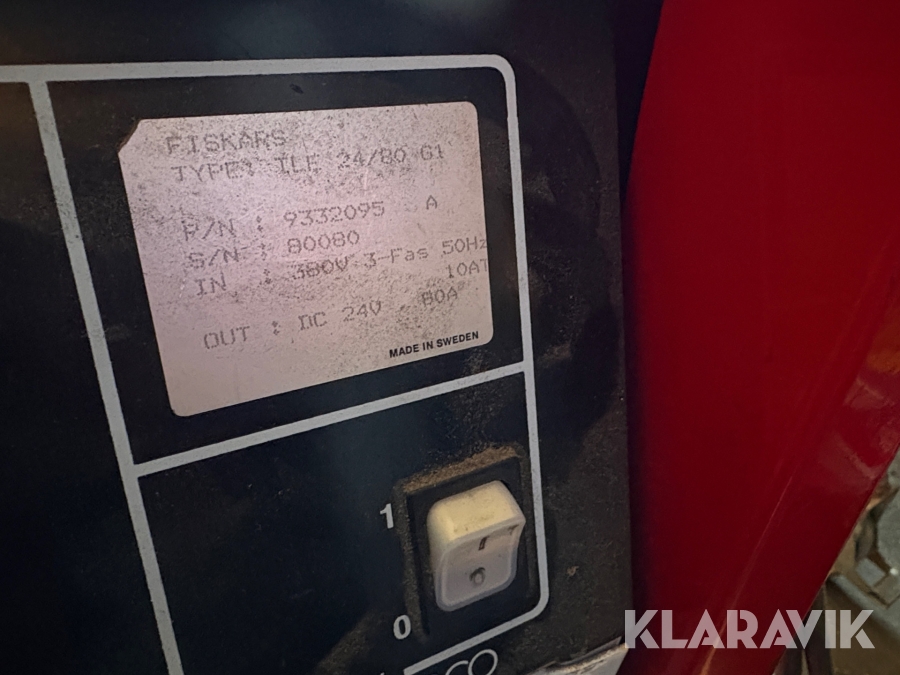 FISKARS
TYPE: ILE 24/80 G1
P/N : 9332095 A
S/N : 80080
IN : 380V 3-Fas 50Hz
10AT
OUT : DC 24V 80A
MADE IN SWEDEN
1
0
KLARAVIK